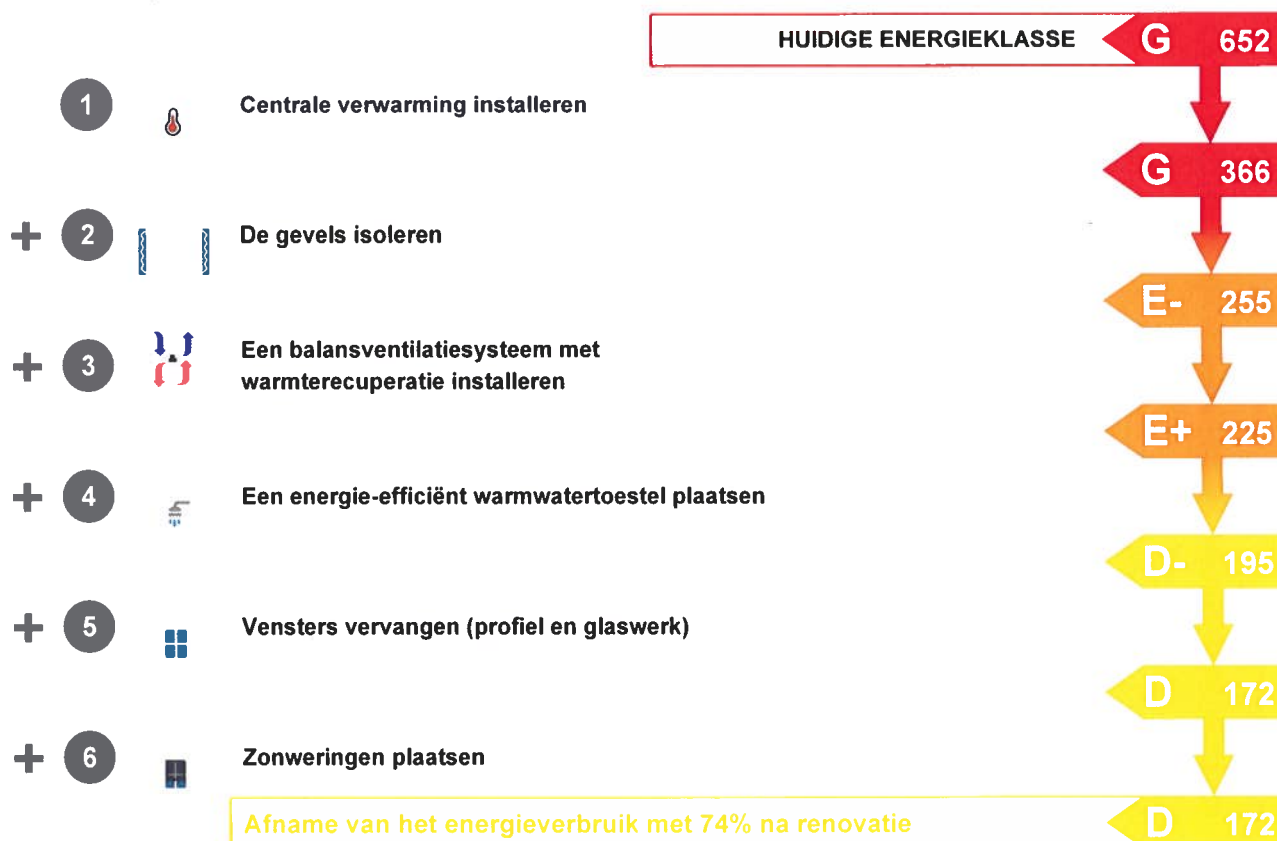 HUIDIGE ENERGIEKLASSE G 652
1 Centrale verwarming installeren
G 366
+ 2 De gevels isoleren
E- 255
+ 3 Een balansventilatiesysteem met
warmterecuperatie installeren
E+ 225
+ 4 Een energie-efficiënt warmwatertoestel plaatsen
D- 195
+ 5 Vensters vervangen (profiel en glaswerk)
D 172
+ 6 Zonweringen plaatsen
Afname van het energieverbruik met 74% na renovatie D 172